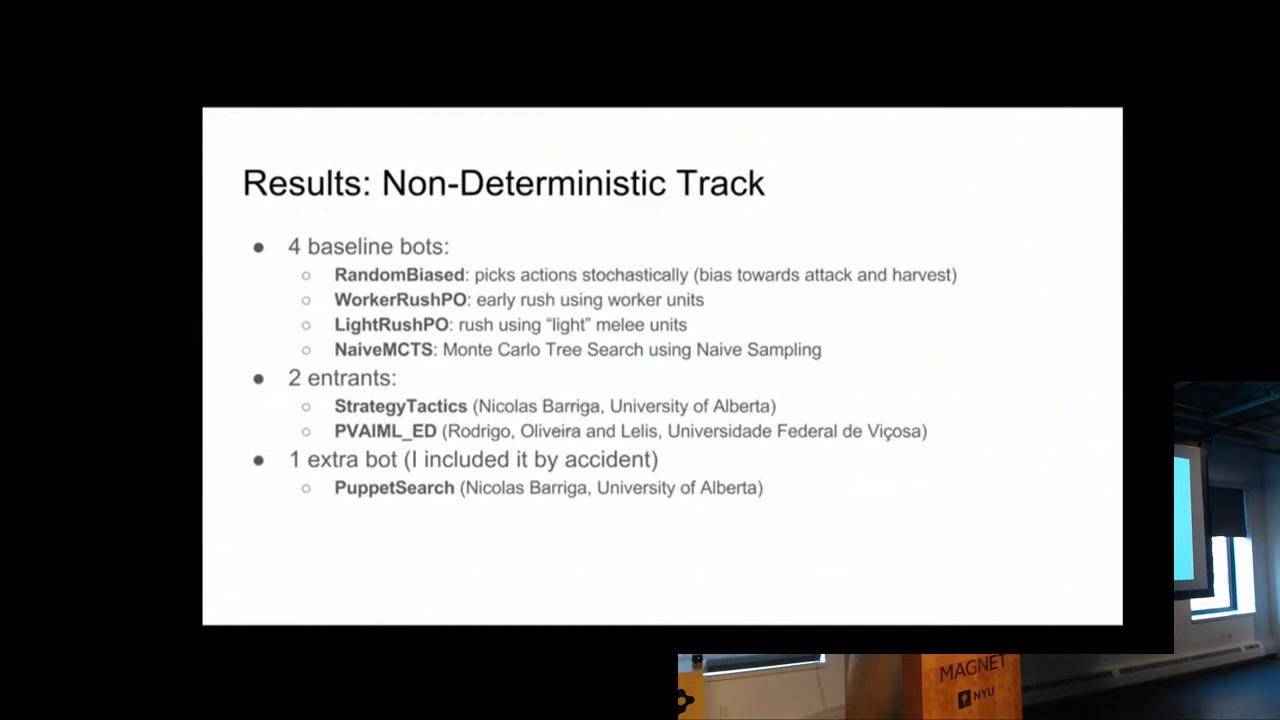 Results: Non-Deterministic Track
● 4 baseline bots:
○ RandomBiased: picks actions stochastically (bias towards attack and harvest)
○ WorkerRushPO: early rush using worker units
○ LightRushPO: rush using “light” melee units
○ NaiveMCTS: Monte Carlo Tree Search using Naive Sampling
● 2 entrants:
○ StrategyTactics (Nicolas Barriga, University of Alberta)
○ PVAIML_ED (Rodrigo, Oliveira and Lelis, Universidade Federal de Viçosa)
● 1 extra bot (I included it by accident)
○ PuppetSearch (Nicolas Barriga, University of Alberta)
MAGNET
NYU